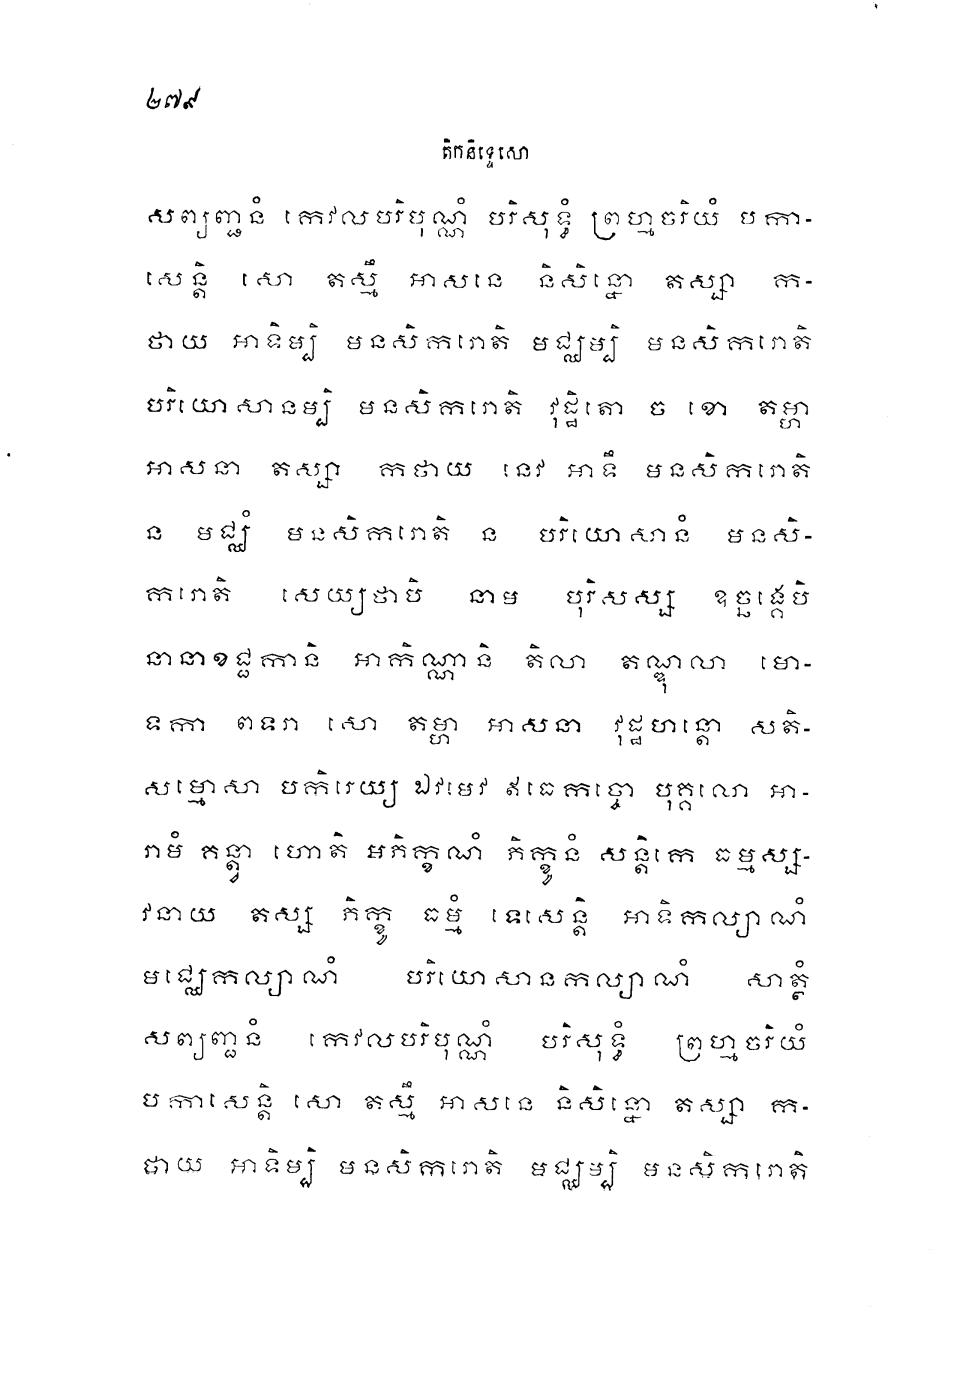 ២៧៩
តិកនិទ្ទេសោ
សព្យញ្ជនំ កេវលបរិបុណ្ណំ បរិសុទ្ធំ ព្រហ្មចរិយំ បកា-
សេន្តិ សោ តស្មឹ អាសនេ និសិន្នោ តស្សា ក-
ថាយ អាទិម្បិ មនសិករោតិ មជ្ឈម្បិ មនសិករោតិ
បរិយោសានម្បិ មនសិករោតិ វុដ្ឋិតោ ច ខោ តម្ហា
អាសនា តស្សា កថាយ នេវ អាទឹ មនសិករោតិ
ន មជ្ឈំ មនសិករោតិ ន បរិយោសានំ មនសិ-
ករោតិ សេយ្យថាបិ នាម បុរិសស្ស ឧច្ឆង្គេបិ
នានាខជ្ជកានិ អាកិណ្ណានិ តិលា តណ្ឌុលា មោ-
ទកា ពទរា សោ តម្ហា អាសនា វុដ្ឋហន្តោ សតិ-
សម្មោសា បកិរេយ្យ ឯវមេវ ឥធេកច្ចោ បុគ្គលោ អា-
រាមំ គន្ត្វា ហោតិ អភិក្ខណំ ភិក្ខូនំ សន្តិកេ ធម្មស្ស-
វនាយ តស្ស ភិក្ខូ ធម្មំ ទេសេន្តិ អាទិកល្យាណំ
មជ្ឈេកល្យាណំ បរិយោសានកល្យាណំ សាត្ថំ
សព្យញ្ជនំ កេវលបរិបុណ្ណំ បរិសុទ្ធំ ព្រហ្មចរិយំ
បកាសេន្តិ សោ តស្មឹ អាសនេ និសិន្នោ តស្សា ក-
ថាយ អាទិម្បិ មនសិករោតិ មជ្ឈម្បិ មនសិករោតិ